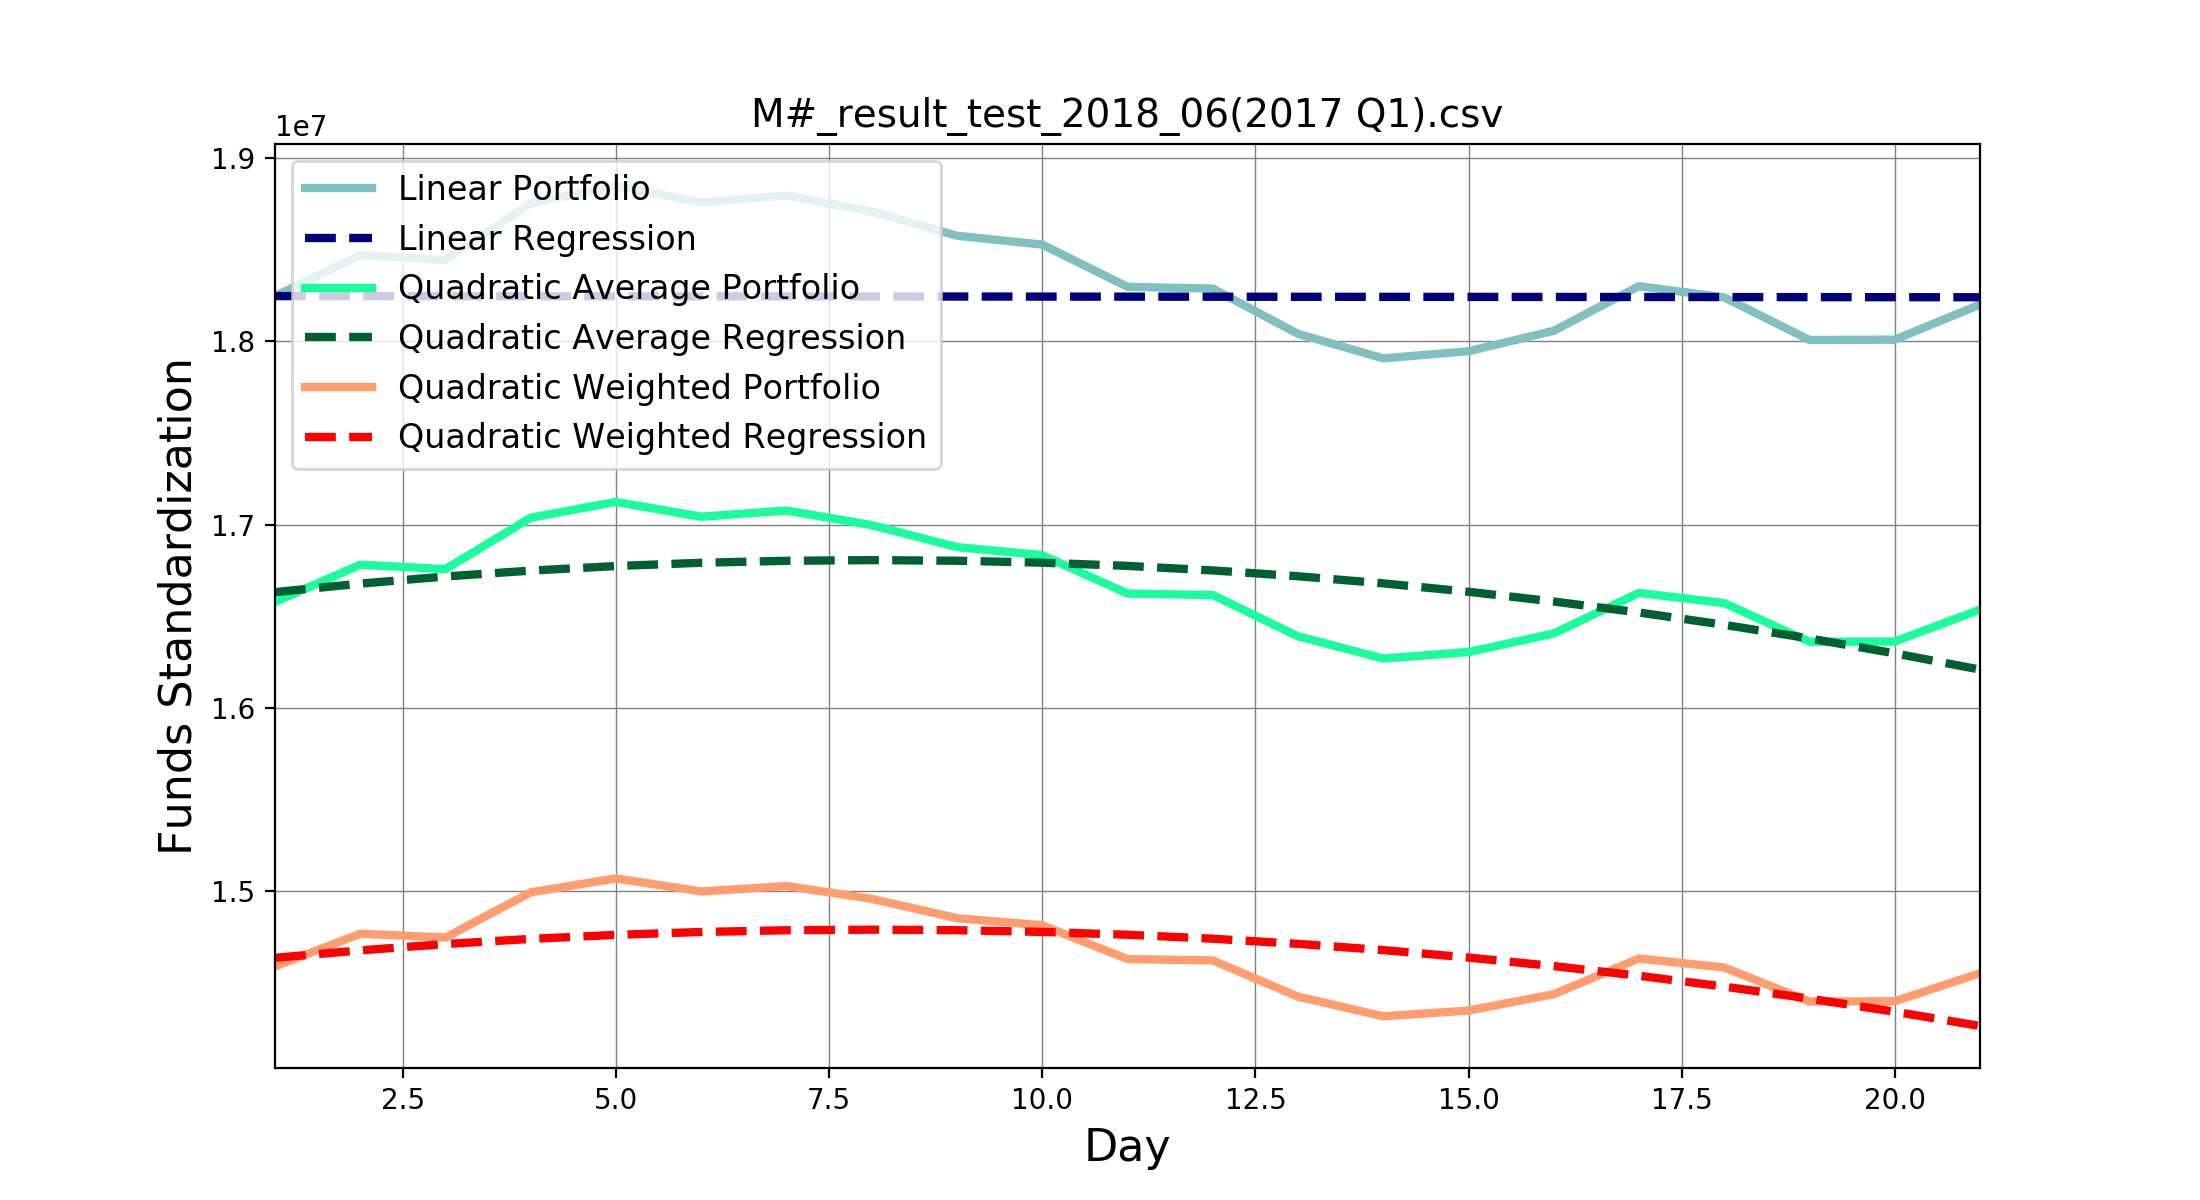 M#_result_test_2018_06(2017 Q1).csv
1e7
1.9
1.8
1.7
1.6
1.5
Funds Standardization
Linear Portfolio
Linear Regression
Quadratic Average Portfolio
Quadratic Average Regression
Quadratic Weighted Portfolio
Quadratic Weighted Regression
2.5 5.0 7.5 10.0 12.5 15.0 17.5 20.0
Day